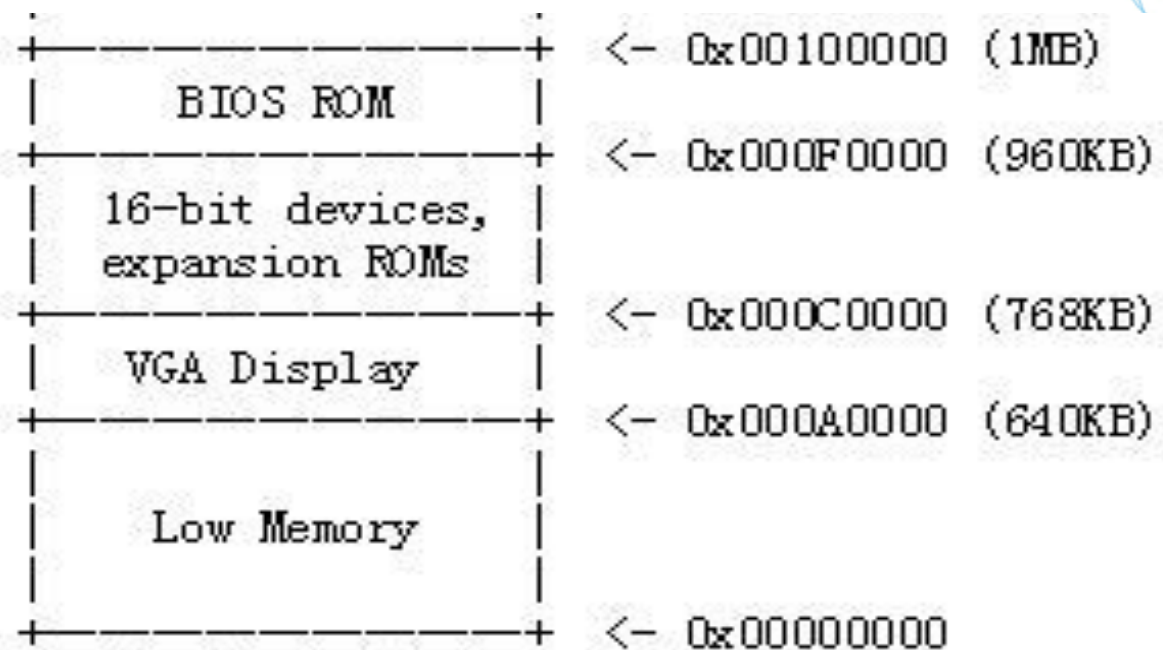 <- 0x00100000 (1MB)
BIOS ROM
<- 0x000F0000 (960KB)
16-bit devices,
expansion ROMs
<- 0x000C0000 (768KB)
VGA Display
<- 0x000A0000 (640KB)
Low Memory
<- 0x00000000